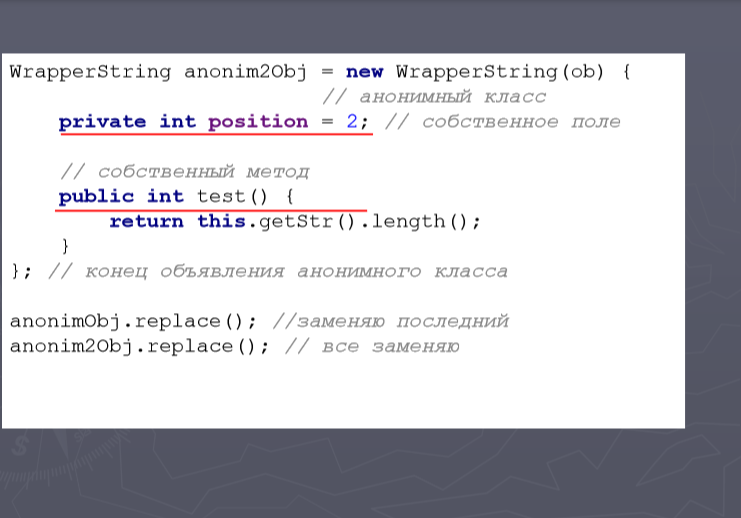 WrapperString anonim2Obj = new WrapperString(ob) {
// анонимный класс
private int position = 2; // собственное поле
// собственный метод
public int test() {
return this.getStr().length();
}
}; // конец объявления анонимного класса
anonimObj.replace(); //заменяю последний
anonim2Obj.replace(); // все заменяю
S